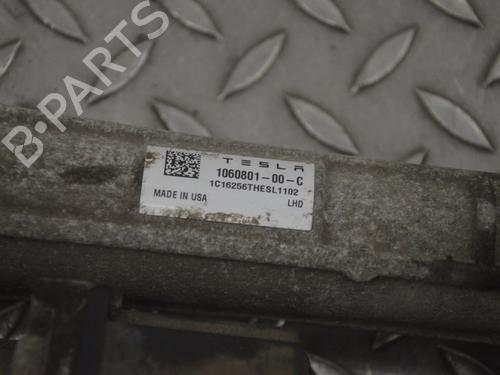 B-PARTS
TESLA
1060801-00-C
1C16256THESL1102
MADE IN USA
LHD